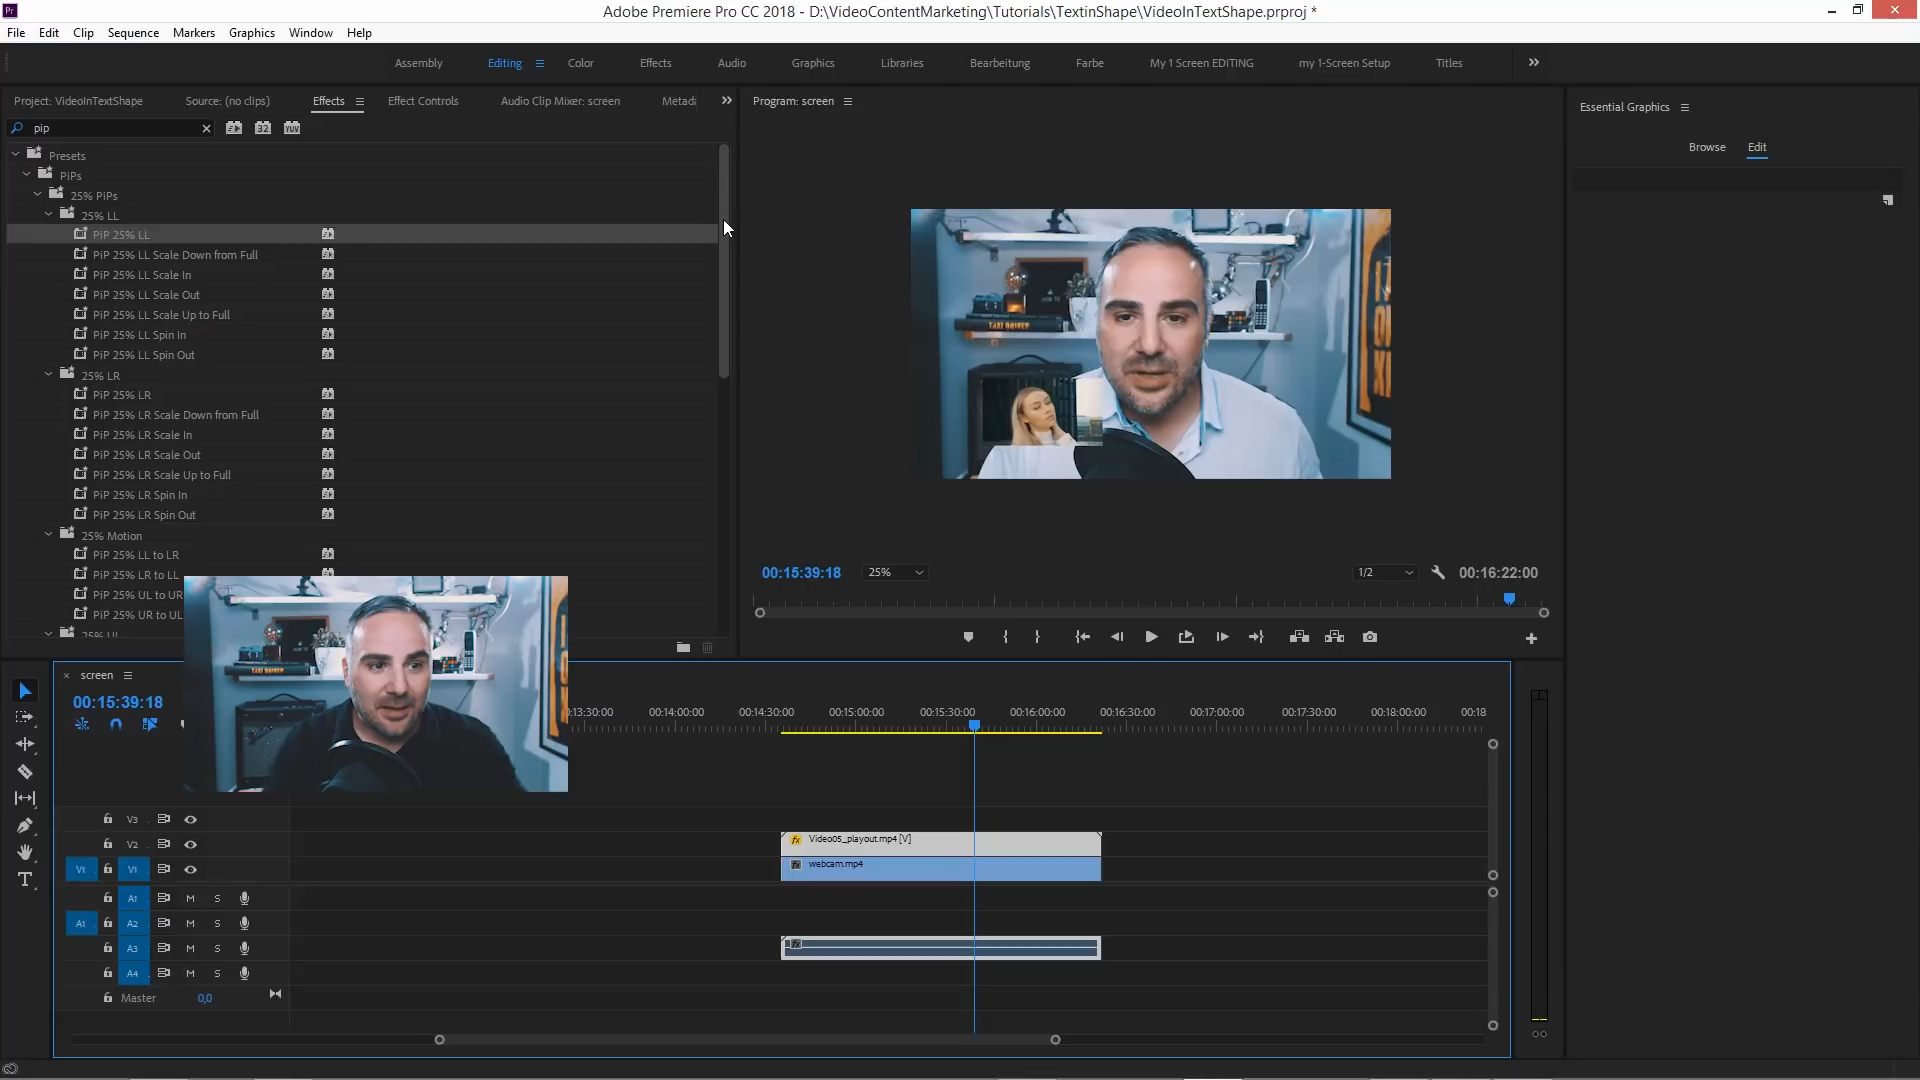 Pr
Adobe Premiere Pro CC 2018 - D:\VideoContentMarketing\Tutorials\TextinShape\VideoInTextShape.prproj *
File Edit Clip Sequence Markers Graphics Window Help
Assembly Editing Color Effects Audio Graphics Libraries Bearbeitung Farbe My 1 Screen EDITING my 1-Screen Setup Titles
Project: VideoInTextShape Source: (no clips) Effects Effect Controls Audio Clip Mixer: screen Metad
pip
32 YUV
Presets
PiPs
25% PiPs
25% LL
PiP 25% LL
PiP 25% LL Scale Down from Full
PiP 25% LL Scale In
PiP 25% LL Scale Out
PiP 25% LL Scale Up to Full
PiP 25% LL Spin In
PiP 25% LL Spin Out
25% LR
PiP 25% LR
PiP 25% LR Scale Down from Full
PiP 25% LR Scale In
PiP 25% LR Scale Out
PiP 25% LR Scale Up to Full
PiP 25% LR Spin In
PiP 25% LR Spin Out
25% Motion
PiP 25% LL to LR
PiP 25% LR to LL
PiP 25% UL to UR
PiP 25% UR to UL
25% UL
Program: screen
TAXI DRIVER
00:15:39:18 25% 1/2 00:16:22:00
Essential Graphics
Browse Edit
screen
00:15:39:18
0:13:30:00 00:14:00:00 00:14:30:00 00:15:00:00 00:15:30:00 00:16:00:00 00:16:30:00 00:17:00:00 00:17:30:00 00:18:00:00 00:18
V3
V2 fx Video05_playout.mp4 [V]
V1 V1 fx webcam.mp4
A1 M S
A1 A2 M S
A3 M S fx
A4 M S
Master 0,0
T